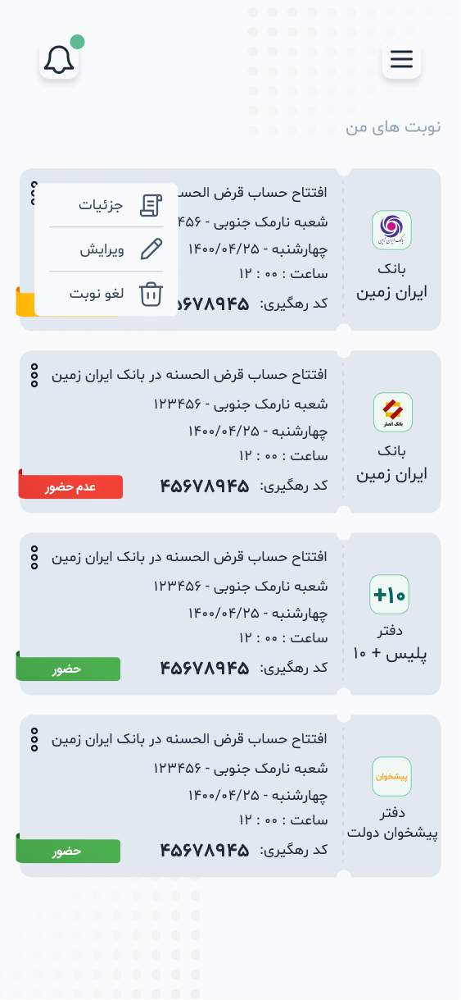 نوبت های من
افتتاح حساب قرض الحسـ
جزئیات
شعبه نارمک جنوبی - ۴۵۶
بانک ایران زمین
ویرایش
چهارشنبه - ۱۴۰۰/۰۴/۲۵
بانک
ساعت : ۰۰ : ۱۲
ایران زمین
لغو نوبت
کد رهگیری: ۵۶۷۸۹۴۵
افتتاح حساب قرض الحسنه در بانک ایران زمین
شعبه نارمک جنوبی - ۱۲۳۴۵۶
بانک انصار
چهارشنبه - ۱۴۰۰/۰۴/۲۵
بانک
ساعت : ۰۰ : ۱۲
ایران زمین
کد رهگیری: ۴۵۶۷۸۹۴۵
عدم حضور
افتتاح حساب قرض الحسنه در بانک ایران زمین
شعبه نارمک جنوبی - ۱۲۳۴۵۶
+۱۰
چهارشنبه - ۱۴۰۰/۰۴/۲۵
دفتر
ساعت : ۰۰ : ۱۲
پلیس + ۱۰
کد رهگیری: ۴۵۶۷۸۹۴۵
حضور
افتتاح حساب قرض الحسنه در بانک ایران زمین
شعبه نارمک جنوبی - ۱۲۳۴۵۶
پیشخوان
چهارشنبه - ۱۴۰۰/۰۴/۲۵
دفتر
ساعت : ۰۰ : ۱۲
پیشخوان دولت
کد رهگیری: ۴۵۶۷۸۹۴۵
حضور